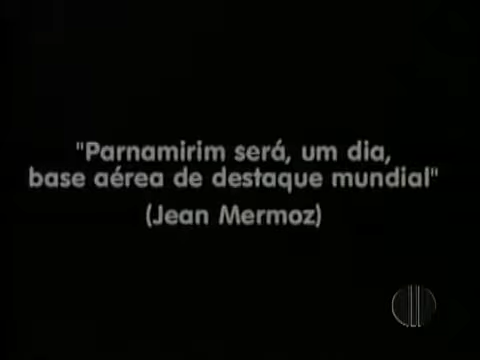 "Parnamirim será, um dia,
base aérea de destaque mundial"
(Jean Mermoz)